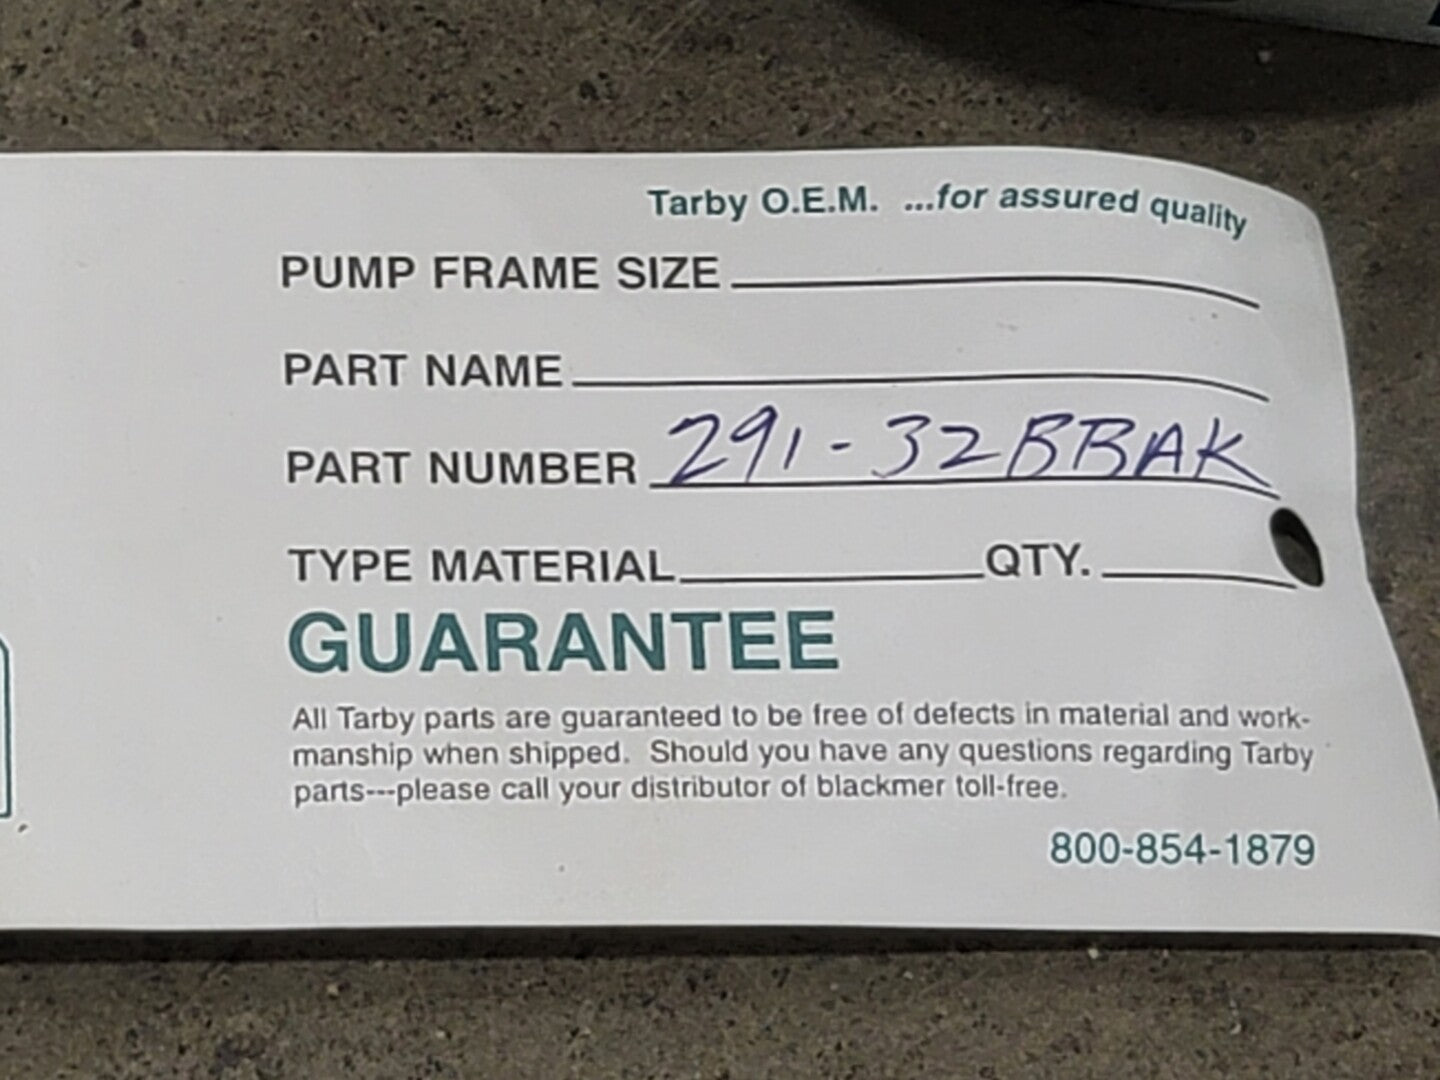 Tarby O.E.M. ...for assured quality
PUMP FRAME SIZE
PART NAME
PART NUMBER 291-32BBAK
TYPE MATERIAL QTY.
GUARANTEE
All Tarby parts are guaranteed to be free of defects in material and work-
manship when shipped. Should you have any questions regarding Tarby
parts---please call your distributor of blackmer toll-free.
800-854-1879